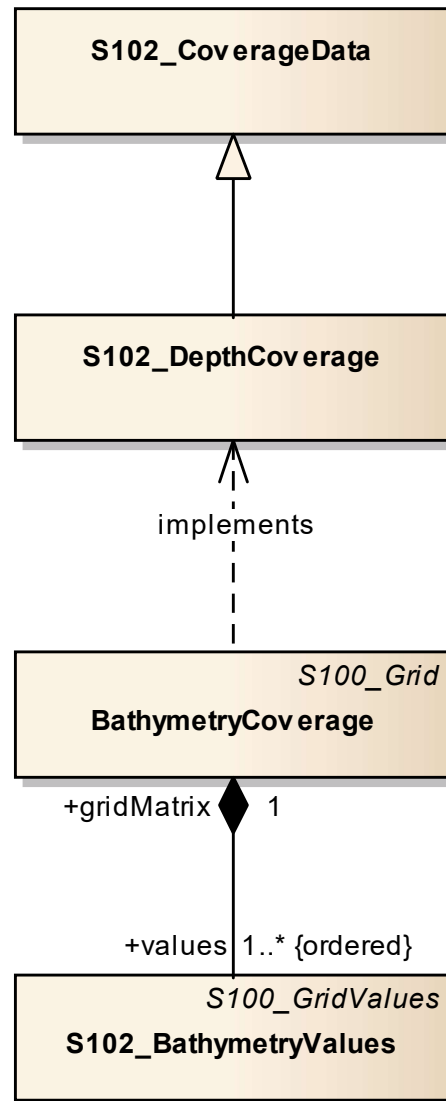 S102_CoverageData
S102_DepthCoverage
implements
S100_Grid
BathymetryCoverage
+gridMatrix 1
+values 1..* {ordered}
S100_GridValues
S102_BathymetryValues